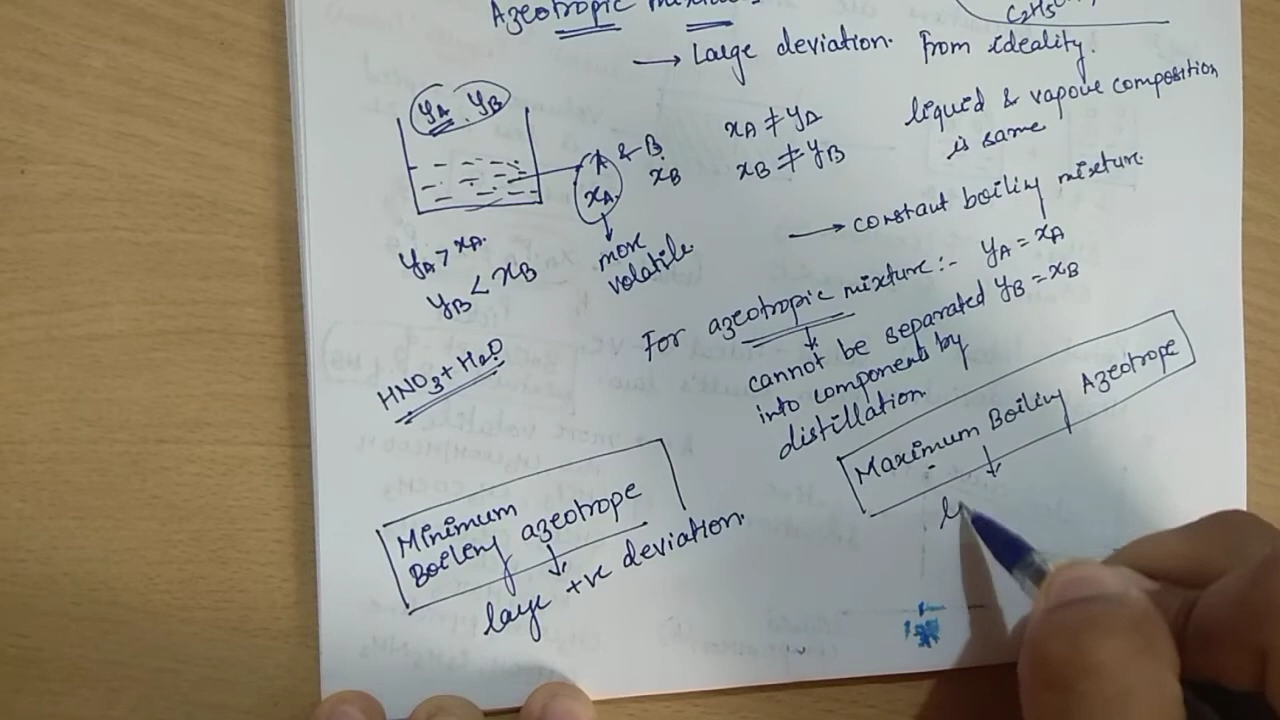 Azeotropic mixture
C2H5
→ Large deviation from ideality.
yA yB
A & B
xA xB
more
volatile
yA > xA.
yB < xB
xA ≠ yA
xB ≠ yB
liquid & vapour composition
is same
→ constant boiling mixture.
For azeotropic mixture:- yA = xA
yB = xB
cannot be separated
into components by
distillation
HNO3 + H2O
Minimum
Boiling azeotrope
large +ve deviation.
Maximum Boiling Azeotrope